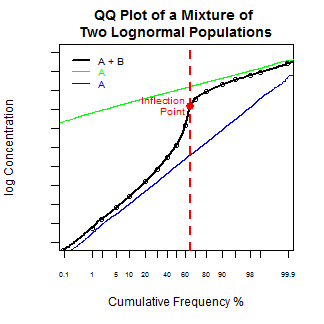 QQ Plot of a Mixture of
Two Lognormal Populations
A + B
A
A
Inflection
Point
log Concentration
0.1 1 5 10 20 40 60 80 90 98 99.9
Cumulative Frequency %